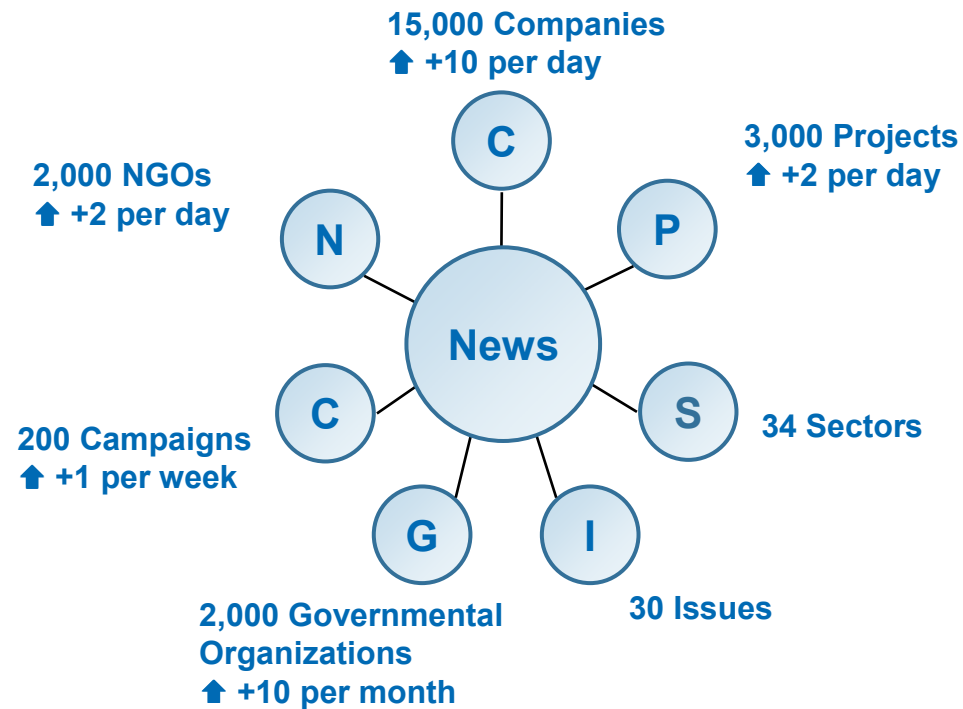 15,000 Companies
🡅 +10 per day
C
3,000 Projects
🡅 +2 per day
P
2,000 NGOs
🡅 +2 per day
N
News
S
34 Sectors
C
200 Campaigns
🡅 +1 per week
G
I
2,000 Governmental
Organizations
🡅 +10 per month
30 Issues